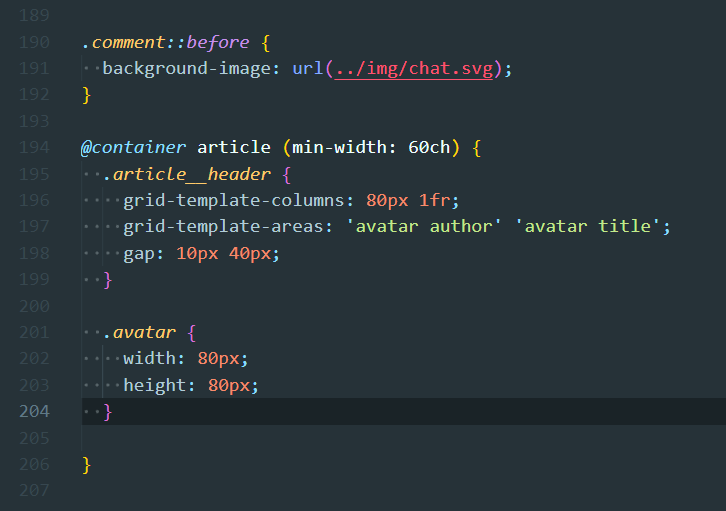 189
190 .comment::before {
191 background-image: url(../img/chat.svg);
192 }
193
194 @container article (min-width: 60ch) {
195 .article__header {
196 grid-template-columns: 80px 1fr;
197 grid-template-areas: 'avatar author' 'avatar title';
198 gap: 10px 40px;
199 }
200
201 .avatar {
202 width: 80px;
203 height: 80px;
204 }
205
206 }
207